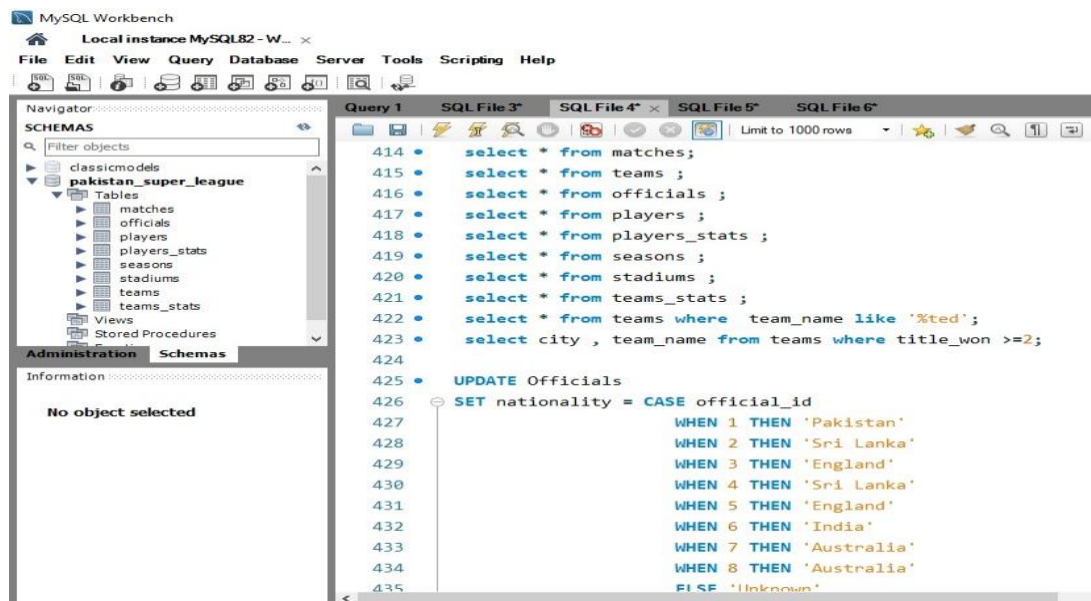 MySQL Workbench
Local instance MySQL82 - W...
File Edit View Query Database Server Tools Scripting Help
Navigator
SCHEMAS
Filter objects
classicmodels
pakistan_super_league
Tables
matches
officials
players
players_stats
seasons
stadiums
teams
teams_stats
Views
Stored Procedures
Administration Schemas
Information
No object selected
Query 1 SQL File 3* SQL File 4* SQL File 5* SQL File 6*
Limit to 1000 rows
414 select * from matches;
415 select * from teams ;
416 select * from officials ;
417 select * from players ;
418 select * from players_stats ;
419 select * from seasons ;
420 select * from stadiums ;
421 select * from teams_stats ;
422 select * from teams where team_name like '%ted';
423 select city , team_name from teams where title_won >=2;
424
425 UPDATE Officials
426 SET nationality = CASE official_id
427 WHEN 1 THEN 'Pakistan'
428 WHEN 2 THEN 'Sri Lanka'
429 WHEN 3 THEN 'England'
430 WHEN 4 THEN 'Sri Lanka'
431 WHEN 5 THEN 'England'
432 WHEN 6 THEN 'India'
433 WHEN 7 THEN 'Australia'
434 WHEN 8 THEN 'Australia'
435 ELSE 'Unknown'